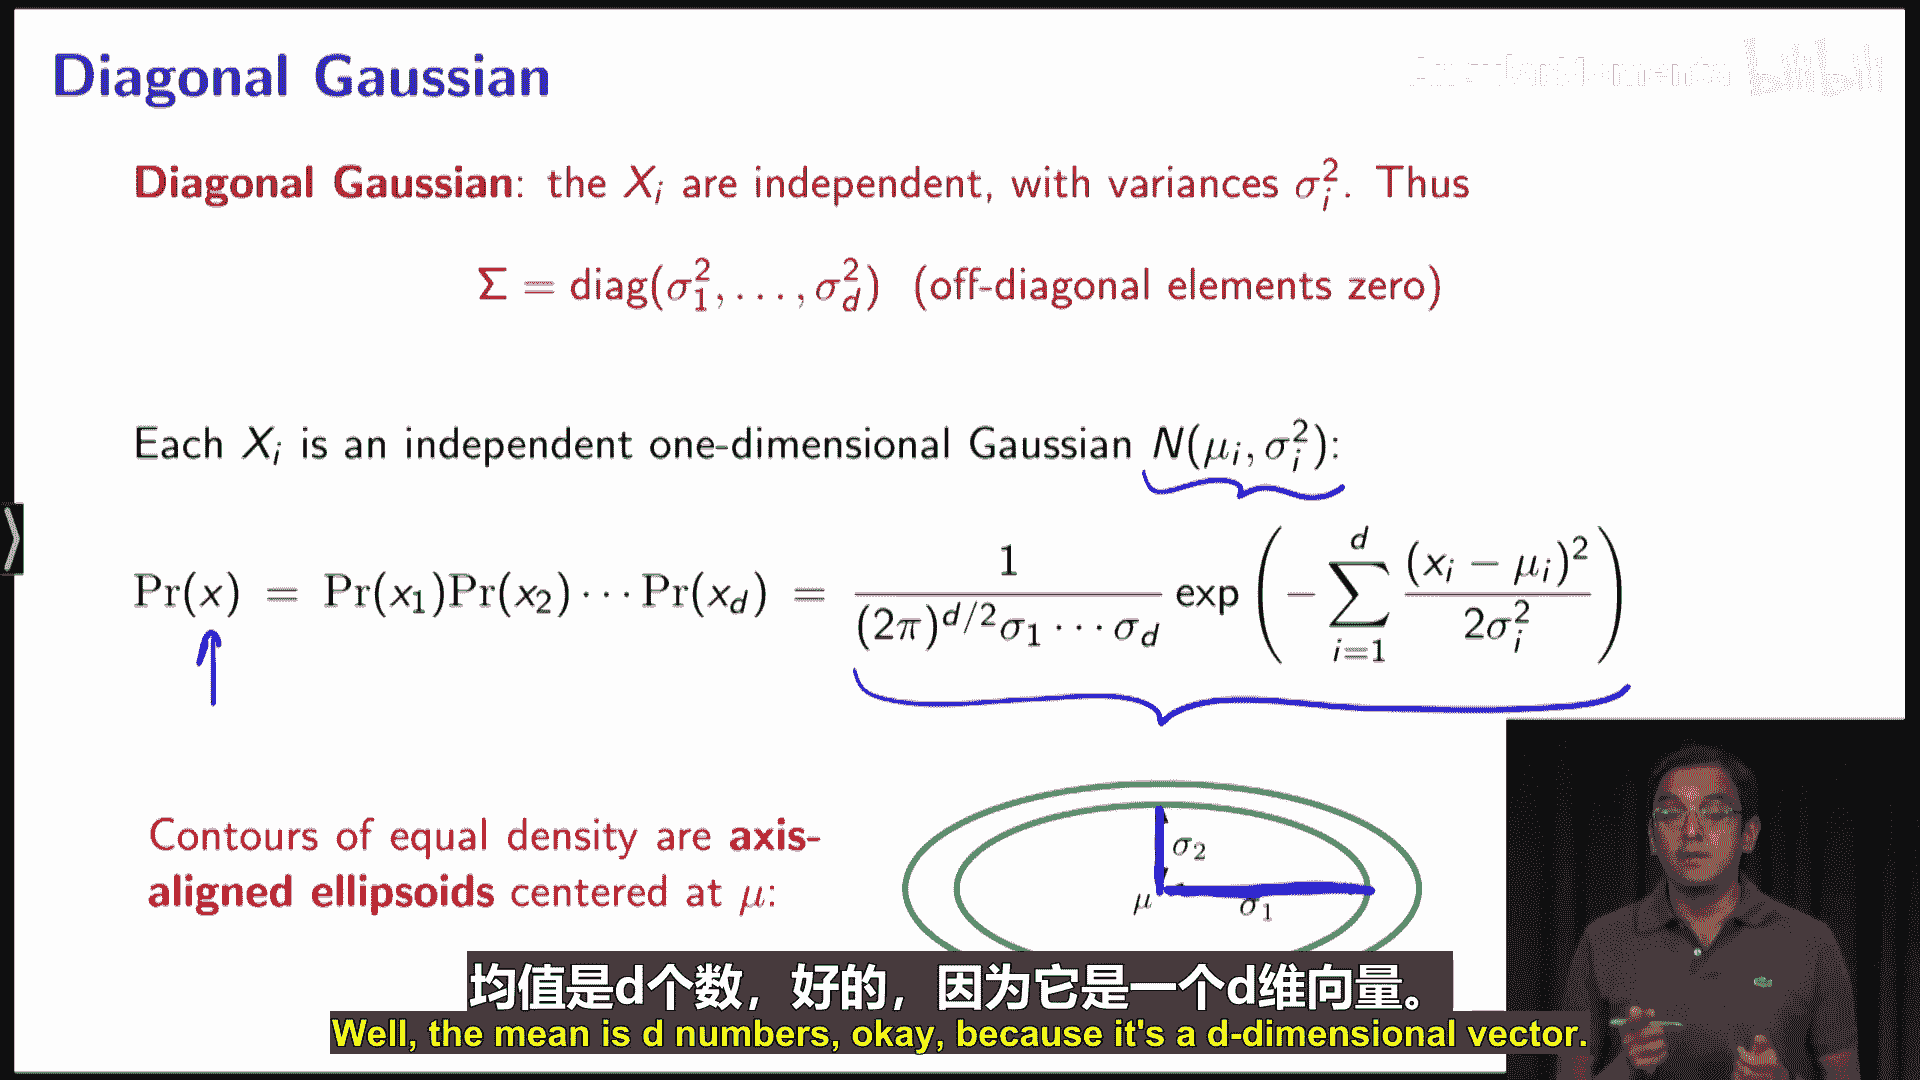 Diagonal Gaussian
bilibili
Diagonal Gaussian: the Xᵢ are independent, with variances σᵢ². Thus
Σ = diag(σ₁², . . . , σ_d²) (off-diagonal elements zero)
Each Xᵢ is an independent one-dimensional Gaussian N(μᵢ, σᵢ²):
Pr(x) = Pr(x₁)Pr(x₂) · · · Pr(x_d) = 1 / ((2π)^{d/2} σ₁ · · · σ_d) exp ( − ∑_{i=1}^{d} (xᵢ − μᵢ)² / 2σᵢ² )
Contours of equal density are axis-
aligned ellipsoids centered at μ:
σ₂
μ
σ₁
均值是d个数，好的，因为它是一个d维向量。
Well, the mean is d numbers, okay, because it's a d-dimensional vector.